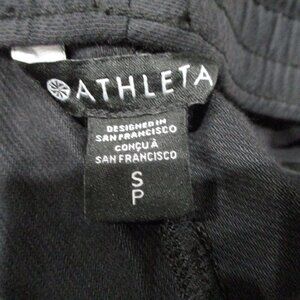 ATHLETA
DESIGNED IN
SAN FRANCISCO
CONÇU À
SAN FRANCISCO
S
P